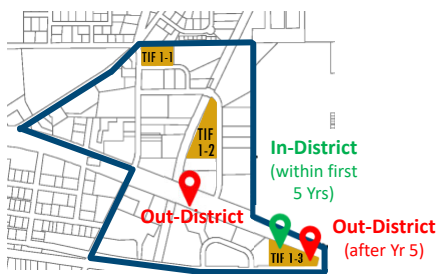 TIF 1-1
TIF
1-2
In-District
(within first
5 Yrs)
Out-District
Out-District
(after Yr 5)
TIF 1-3